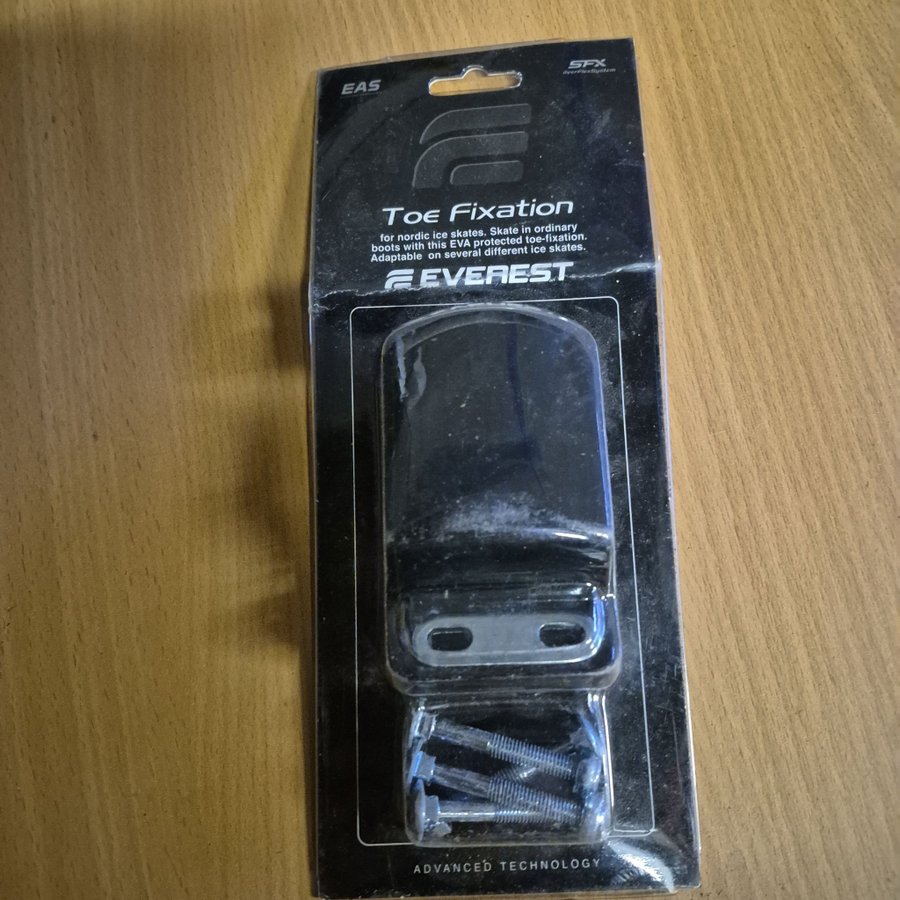 EAS
SFX
Toe Fixation
for nordic ice skates. Skate in ordinary
boots with this EVA protected toe-fixation.
Adaptable on several different ice skates.
EVEREST
ADVANCED TECHNOLOGY